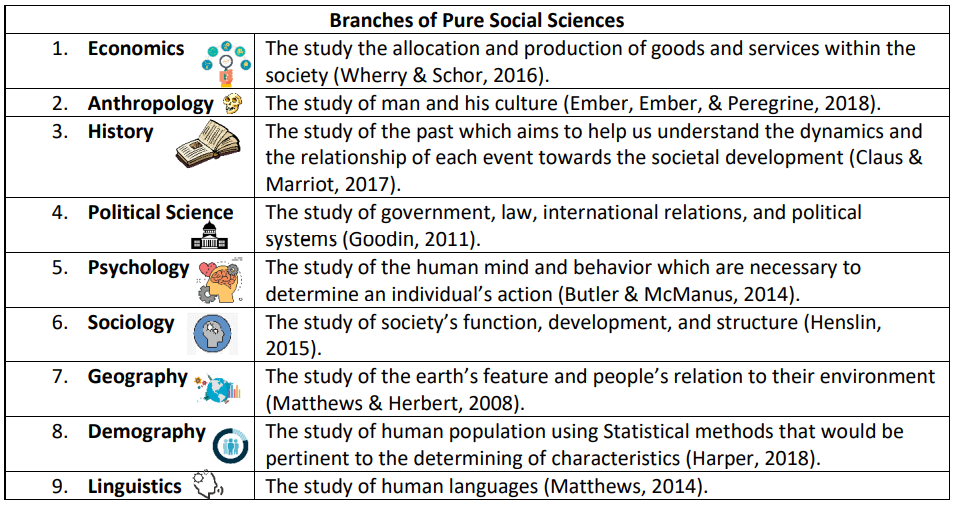 Branches of Pure Social Sciences
1. Economics
The study the allocation and production of goods and services within the
society (Wherry & Schor, 2016).
2. Anthropology
The study of man and his culture (Ember, Ember, & Peregrine, 2018).
3. History
The study of the past which aims to help us understand the dynamics and
the relationship of each event towards the societal development (Claus &
Marriot, 2017).
4. Political Science
The study of government, law, international relations, and political
systems (Goodin, 2011).
5. Psychology
The study of the human mind and behavior which are necessary to
determine an individual’s action (Butler & McManus, 2014).
6. Sociology
The study of society’s function, development, and structure (Henslin,
2015).
7. Geography
The study of the earth’s feature and people’s relation to their environment
(Matthews & Herbert, 2008).
8. Demography
The study of human population using Statistical methods that would be
pertinent to the determining of characteristics (Harper, 2018).
9. Linguistics
The study of human languages (Matthews, 2014).